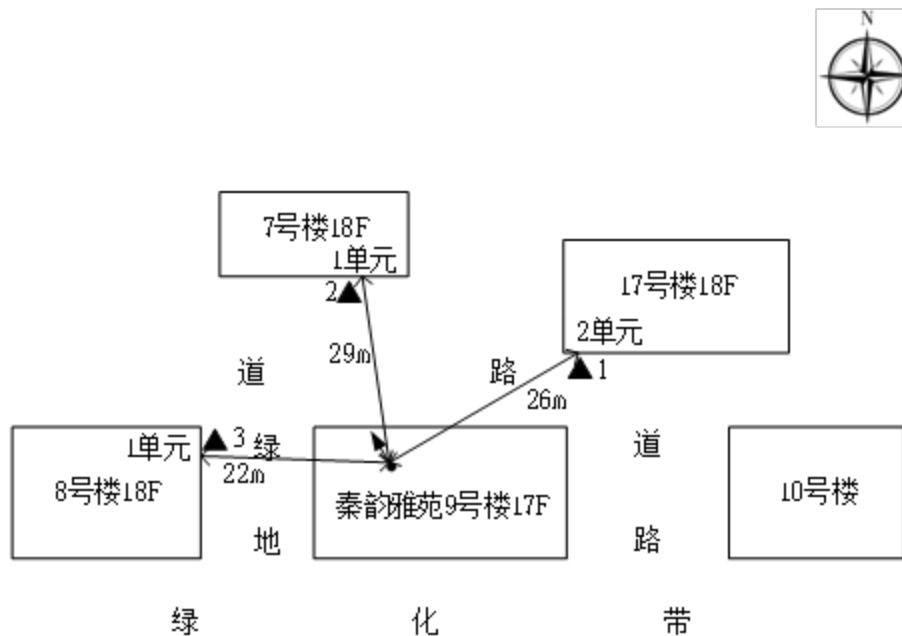 N
7号楼18F
1单元
2
17号楼18F
2单元
1
29m
道
路
26m
1单元
3
绿
道
22m
8号楼18F
秦韵雅苑9号楼17F
10号楼
地
路
绿
化
带